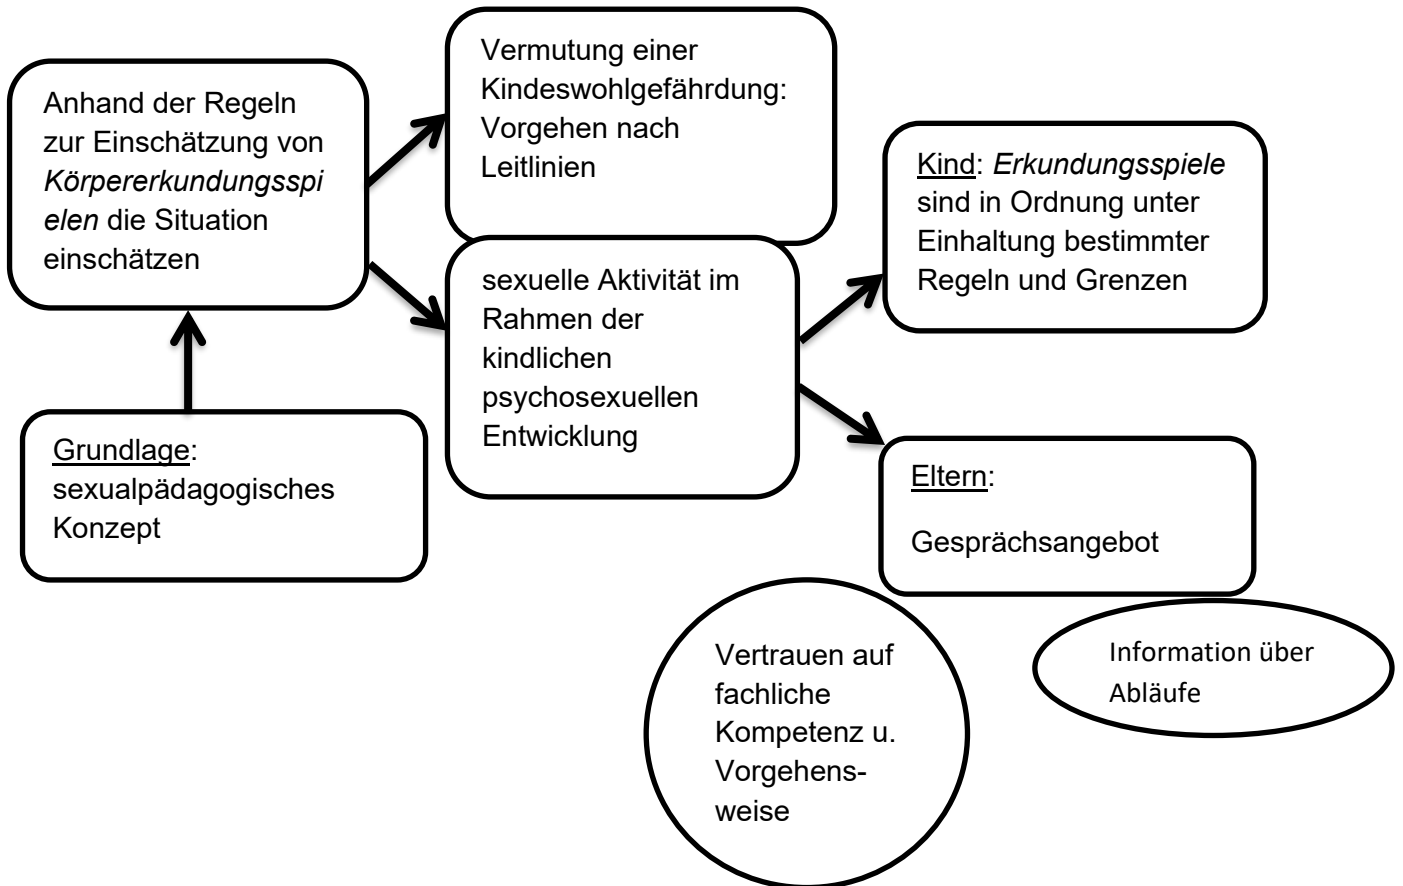 Anhand der Regeln
zur Einschätzung von
Körpererkundungsspi
elen die Situation
einschätzen
Grundlage:
sexualpädagogisches
Konzept
Vermutung einer
Kindeswohlgefährdung:
Vorgehen nach
Leitlinien
sexuelle Aktivität im
Rahmen der
kindlichen
psychosexuellen
Entwicklung
Kind: Erkundungsspiele
sind in Ordnung unter
Einhaltung bestimmter
Regeln und Grenzen
Eltern:
Gesprächsangebot
Vertrauen auf
fachliche
Kompetenz u.
Vorgehens-
weise
Information über
Abläufe